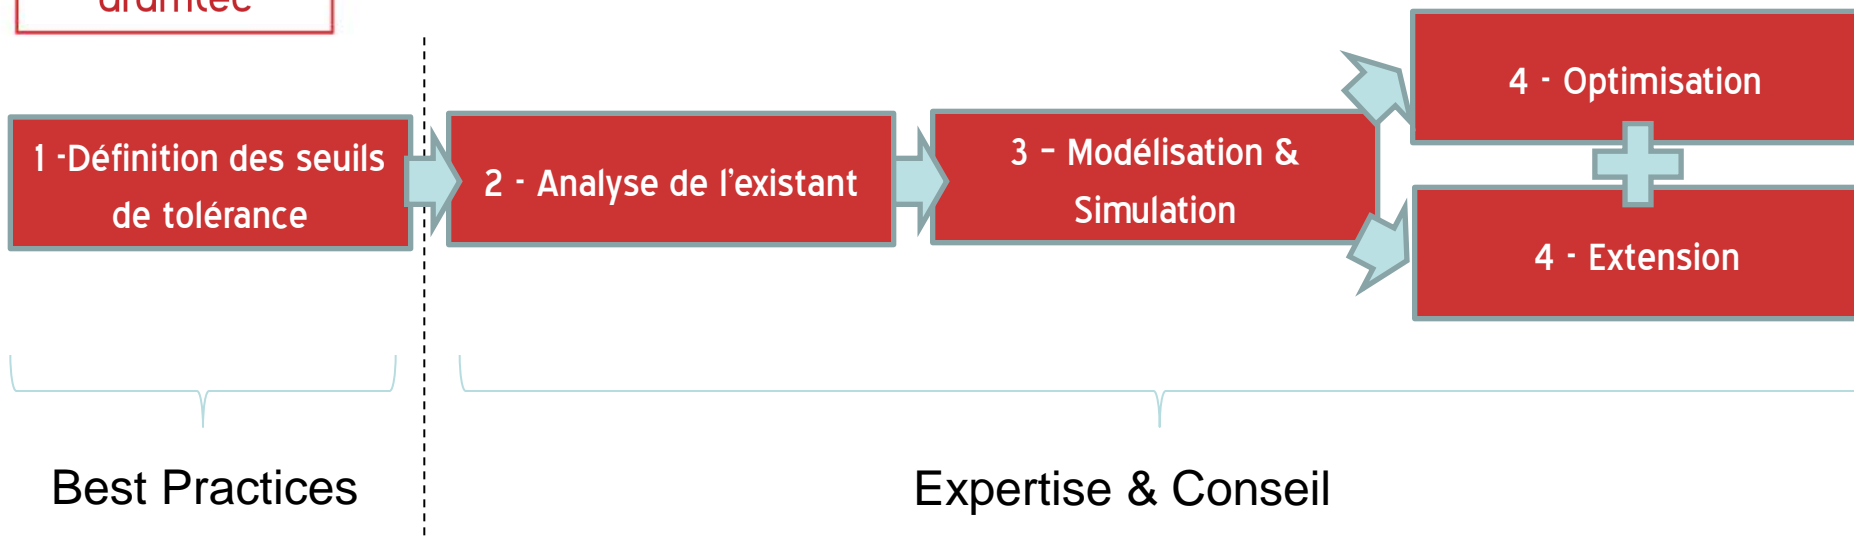 aramtec
1 -Définition des seuils
de tolérance
2 - Analyse de l'existant
3 – Modélisation &
Simulation
4 - Optimisation
4 - Extension
Best Practices
Expertise & Conseil